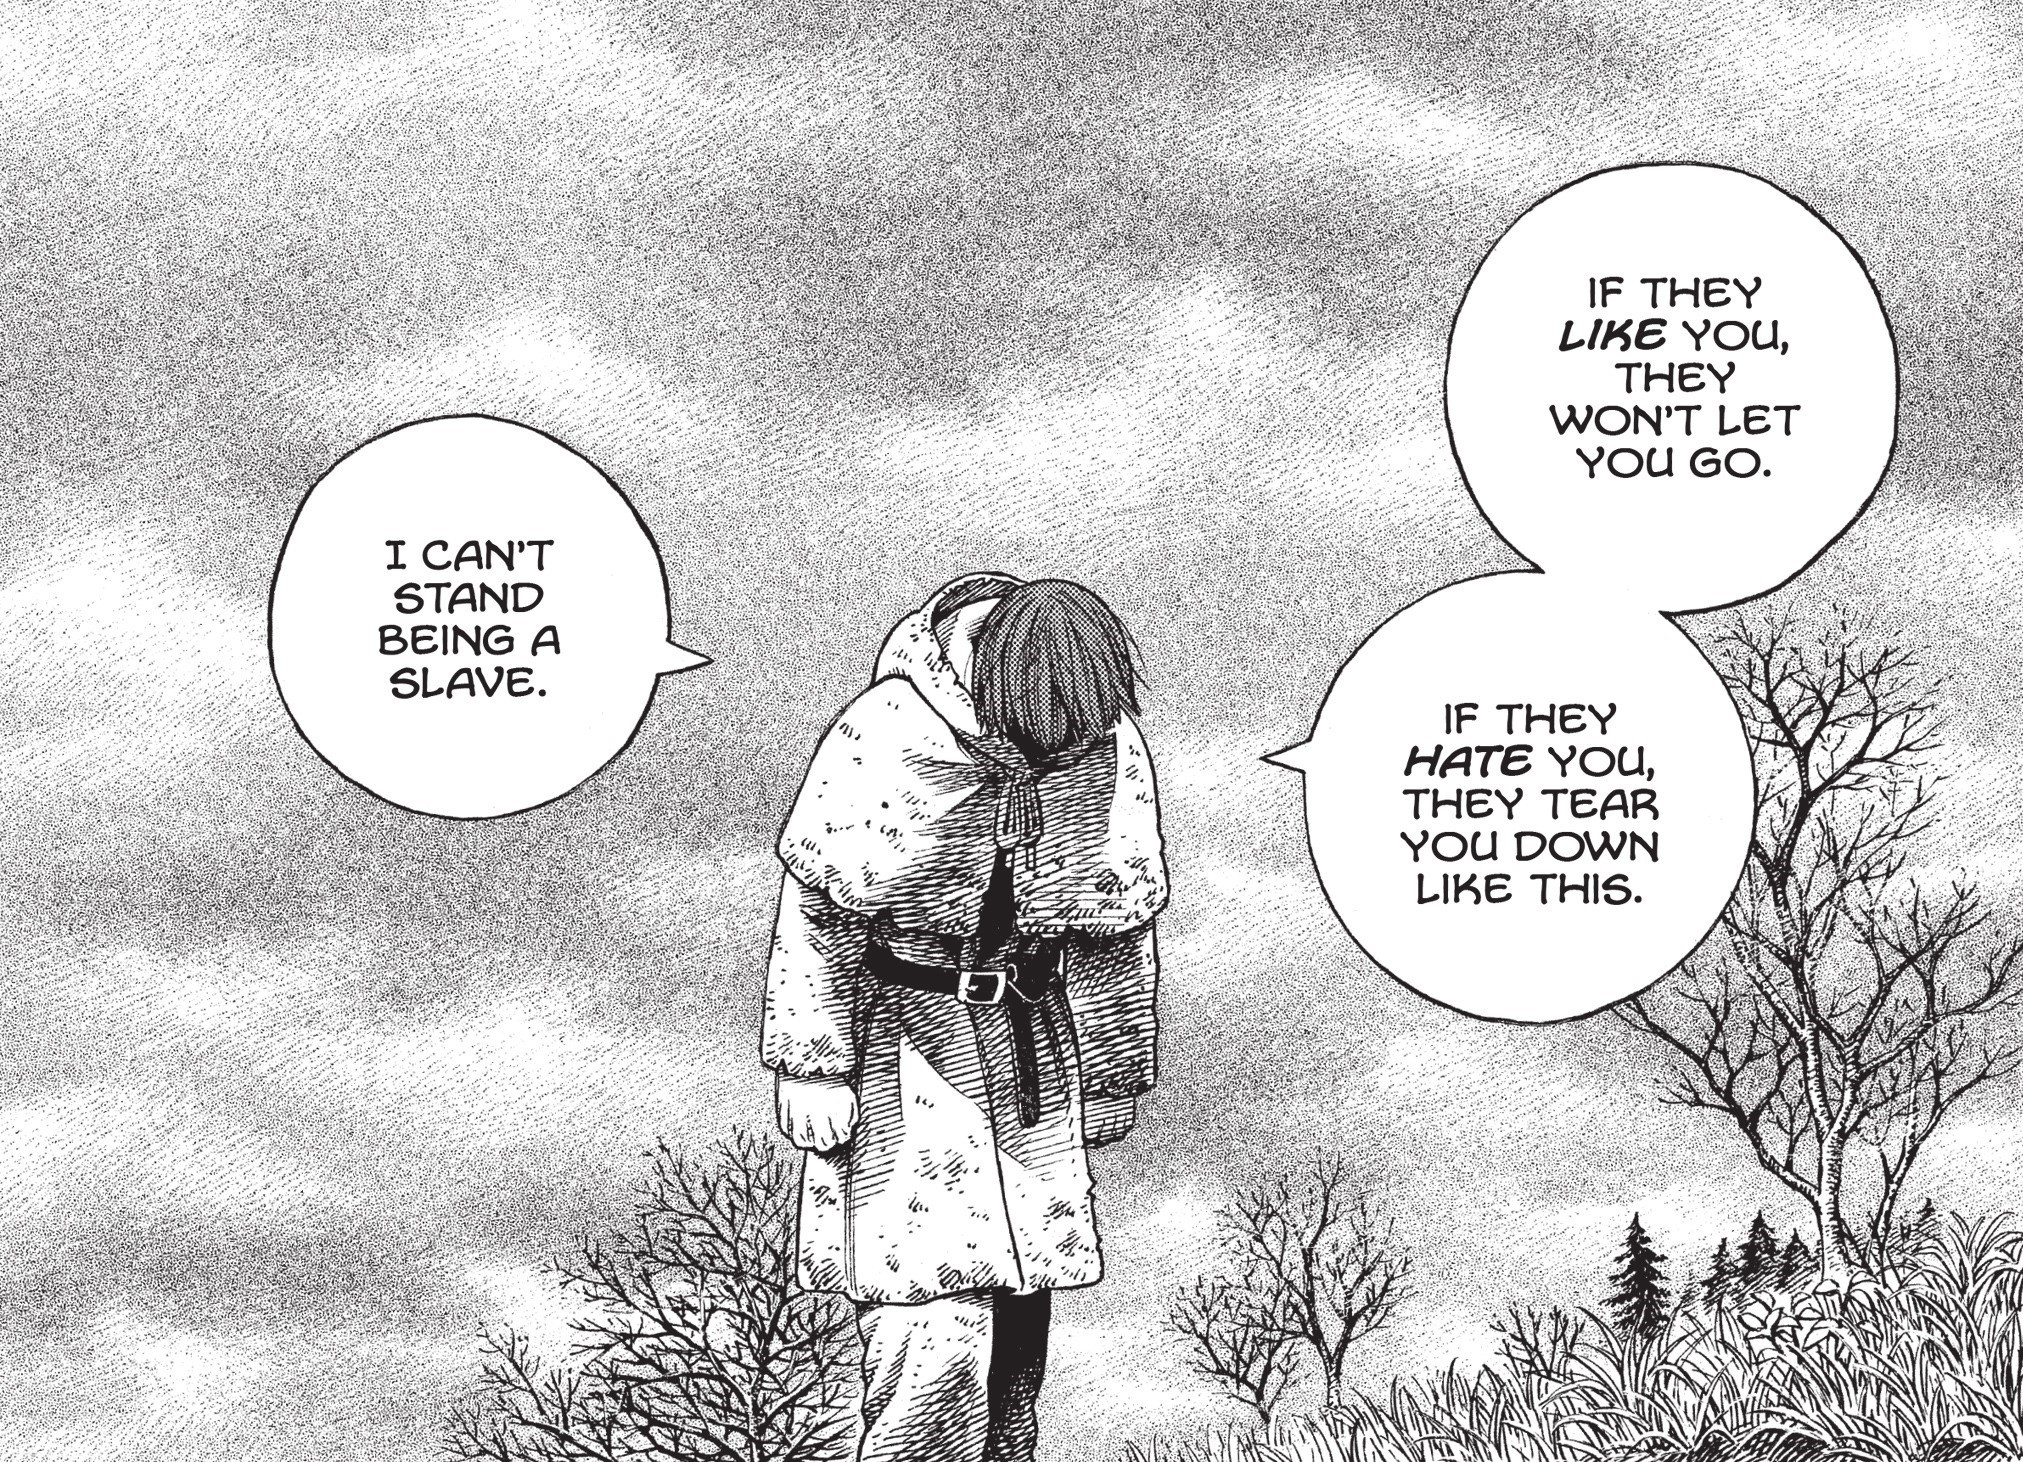 IF THEY
LIKE YOU,
THEY
WON'T LET
YOU GO.
IF THEY
HATE YOU,
THEY TEAR
YOU DOWN
LIKE THIS.
I CAN'T
STAND
BEING A
SLAVE.